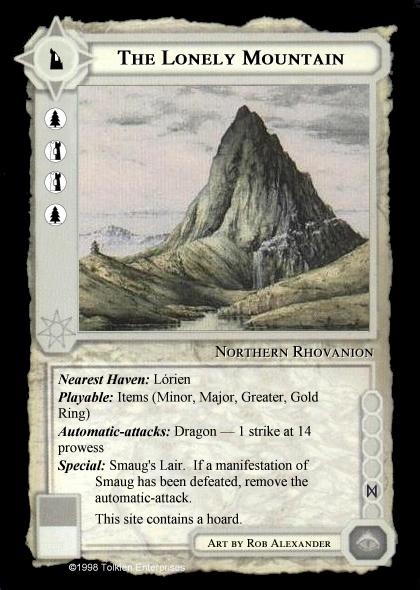 The Lonely Mountain
Northern Rhovanion
Nearest Haven: Lórien
Playable: Items (Minor, Major, Greater, Gold
Ring)
Automatic-attacks: Dragon — 1 strike at 14
prowess
Special: Smaug's Lair. If a manifestation of
Smaug has been defeated, remove the
automatic-attack.
This site contains a hoard.
Art by Rob Alexander
©1998 Tolkien Enterprises